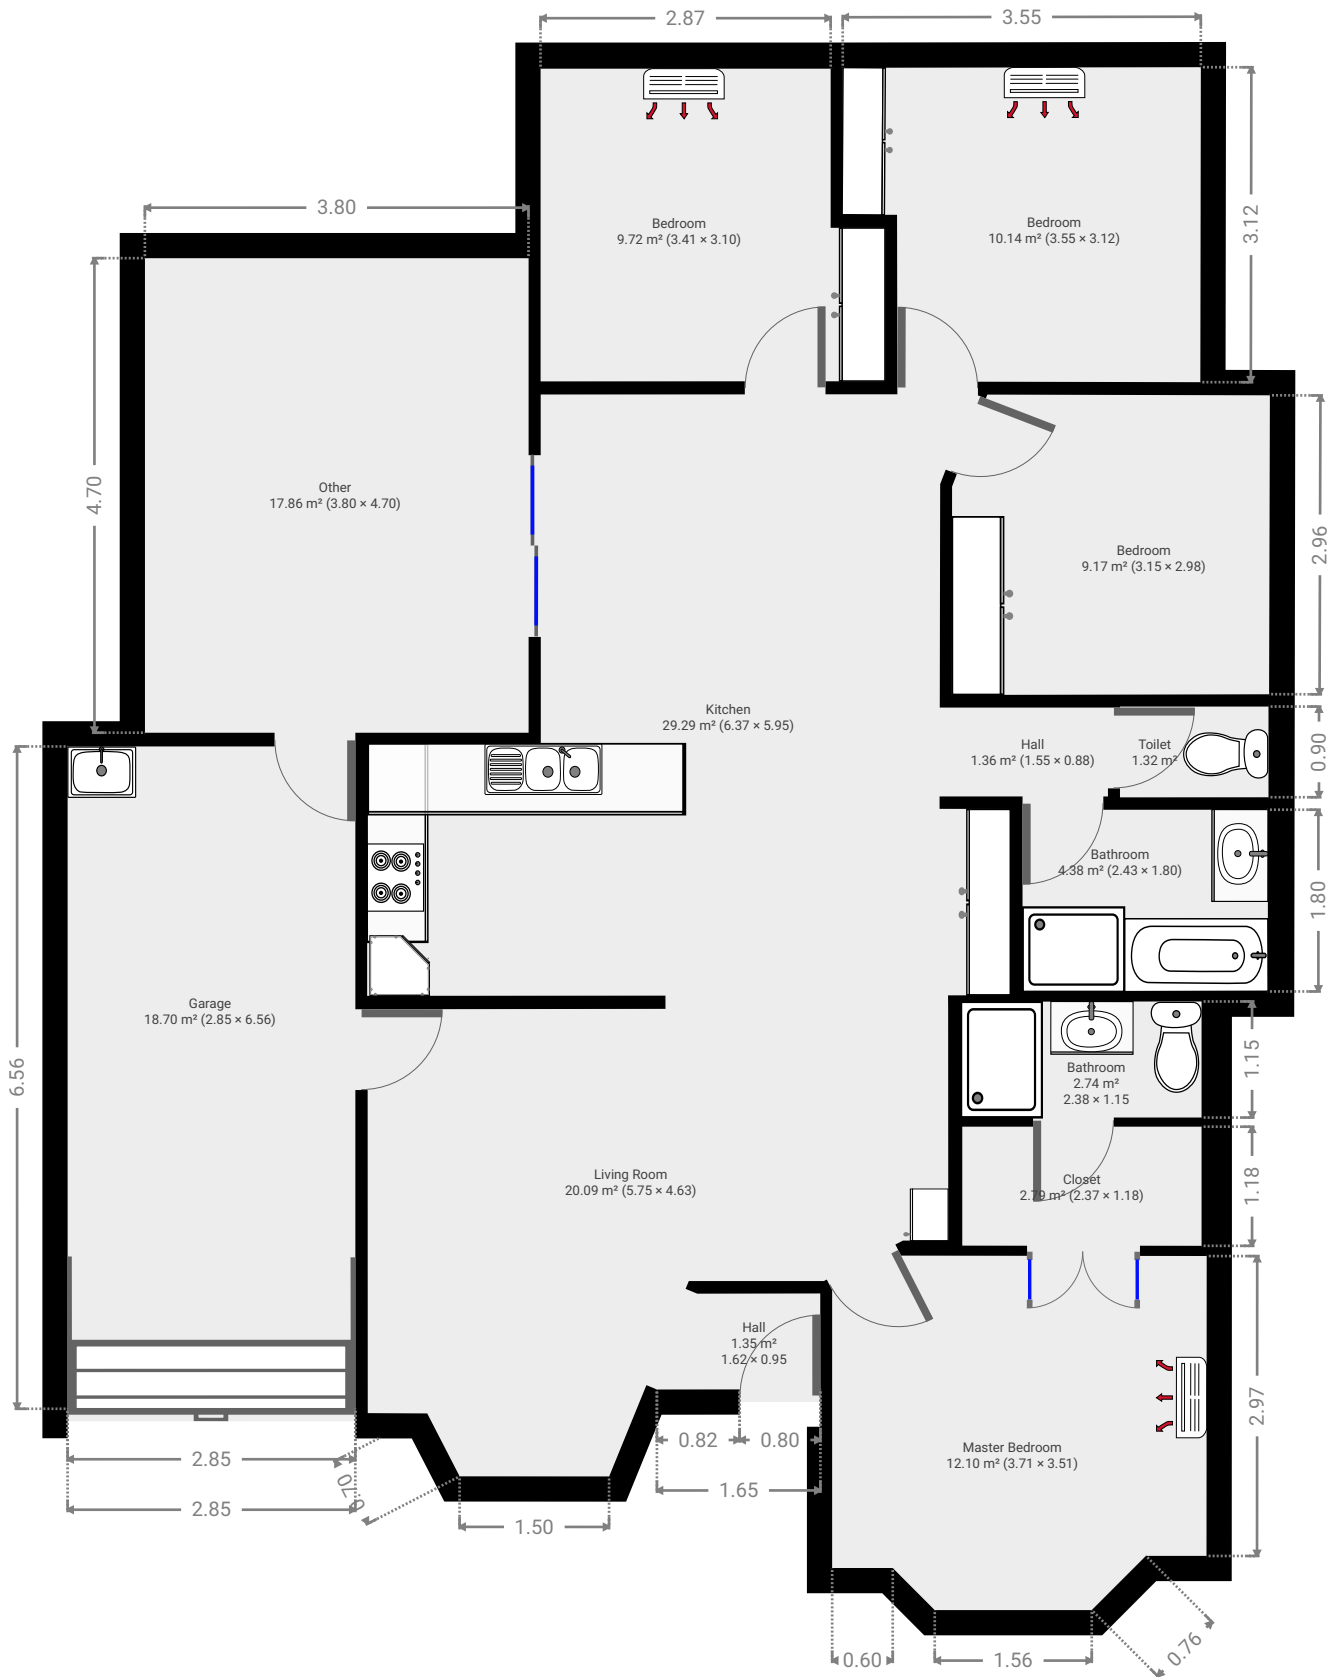 2.87
3.55
3.80
3.12
Bedroom
9.72 m² (3.41 × 3.10)
Bedroom
10.14 m² (3.55 × 3.12)
4.70
Other
17.86 m² (3.80 × 4.70)
2.96
Bedroom
9.17 m² (3.15 × 2.98)
Kitchen
29.29 m² (6.37 × 5.95)
Hall
1.36 m² (1.55 × 0.88)
Toilet
1.32 m²
0.90
Bathroom
4.38 m² (2.43 × 1.80)
1.80
Garage
18.70 m² (2.85 × 6.56)
6.56
Bathroom
2.74 m²
2.38 × 1.15
1.15
Living Room
20.09 m² (5.75 × 4.63)
Closet
2.79 m² (2.37 × 1.18)
1.18
Hall
1.35 m²
1.62 × 0.95
2.97
Master Bedroom
12.10 m² (3.71 × 3.51)
0.82
0.80
2.85
0.70
1.65
2.85
1.50
0.60
1.56
0.76